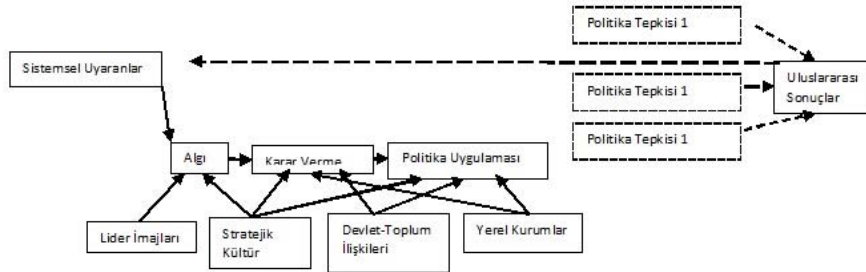 Politika Tepkisi 1
Sistemsel Uyaranlar
Uluslararası
Sonuçlar
Politika Tepkisi 1
Politika Tepkisi 1
Algı
Karar Verme
Politika Uygulaması
Lider İmajları
Stratejik
Kültür
Devlet-Toplum
İlişkileri
Yerel Kurumlar